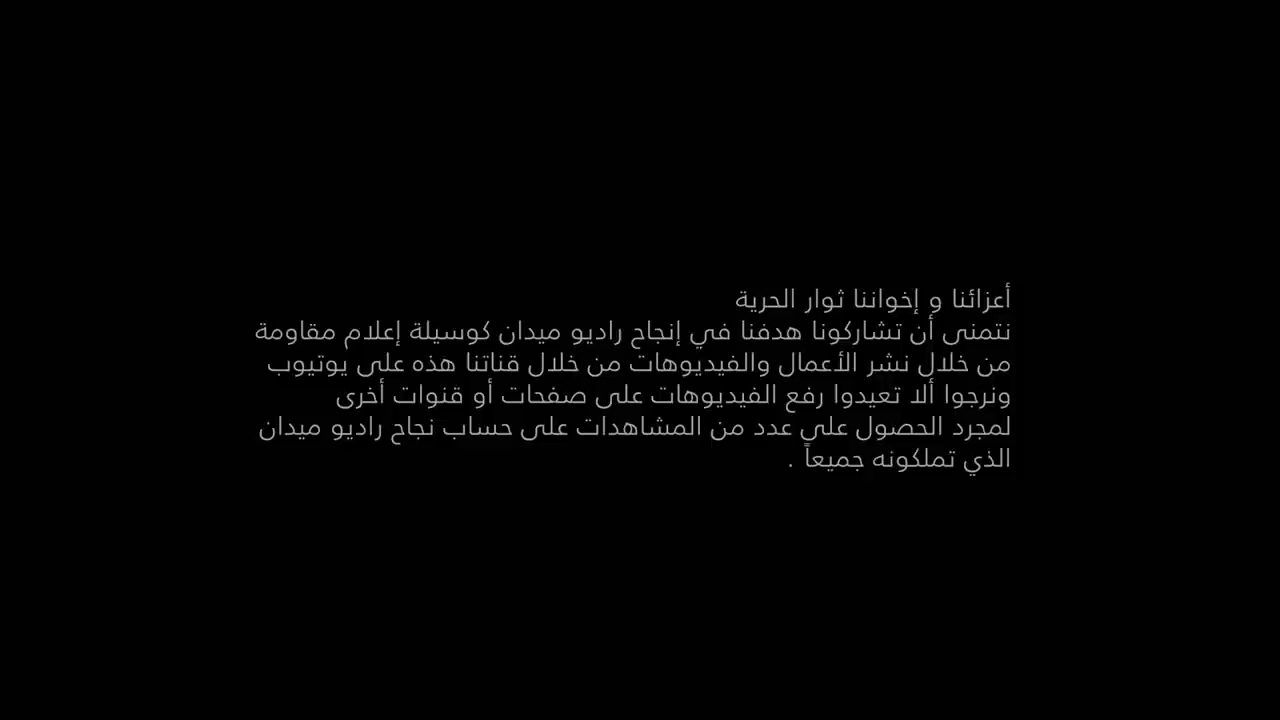 أعزائنا و إخواننا ثوار الحرية
نتمنى أن تشاركونا هدفنا في إنجاح راديو ميدان كوسيلة إعلام مقاومة
من خلال نشر الأعمال والفيديوهات من خلال قناتنا هذه على يوتيوب
ونرجوا ألا تعيدوا رفع الفيديوهات على صفحات أو قنوات أخرى
لمجرد الحصول على عدد من المشاهدات على حساب نجاح راديو ميدان
الذي تملكونه جميعاً .